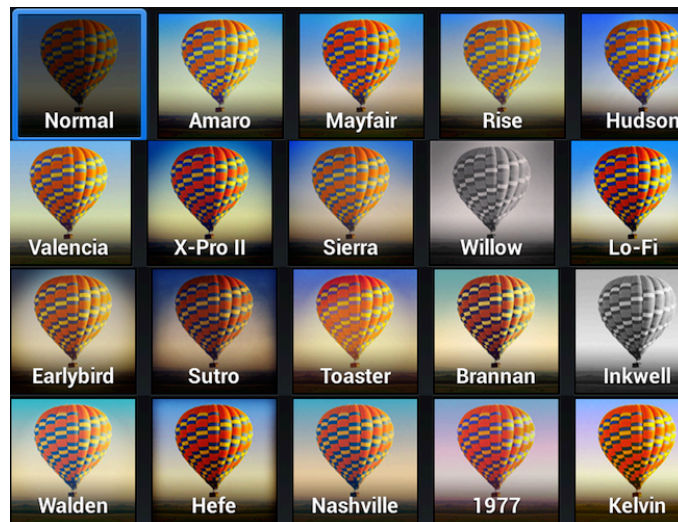 Normal
Amaro
Mayfair
Rise
Hudson
Valencia
X-Pro II
Sierra
Willow
Lo-Fi
Earlybird
Sutro
Toaster
Brannan
Inkwell
Walden
Hefe
Nashville
1977
Kelvin